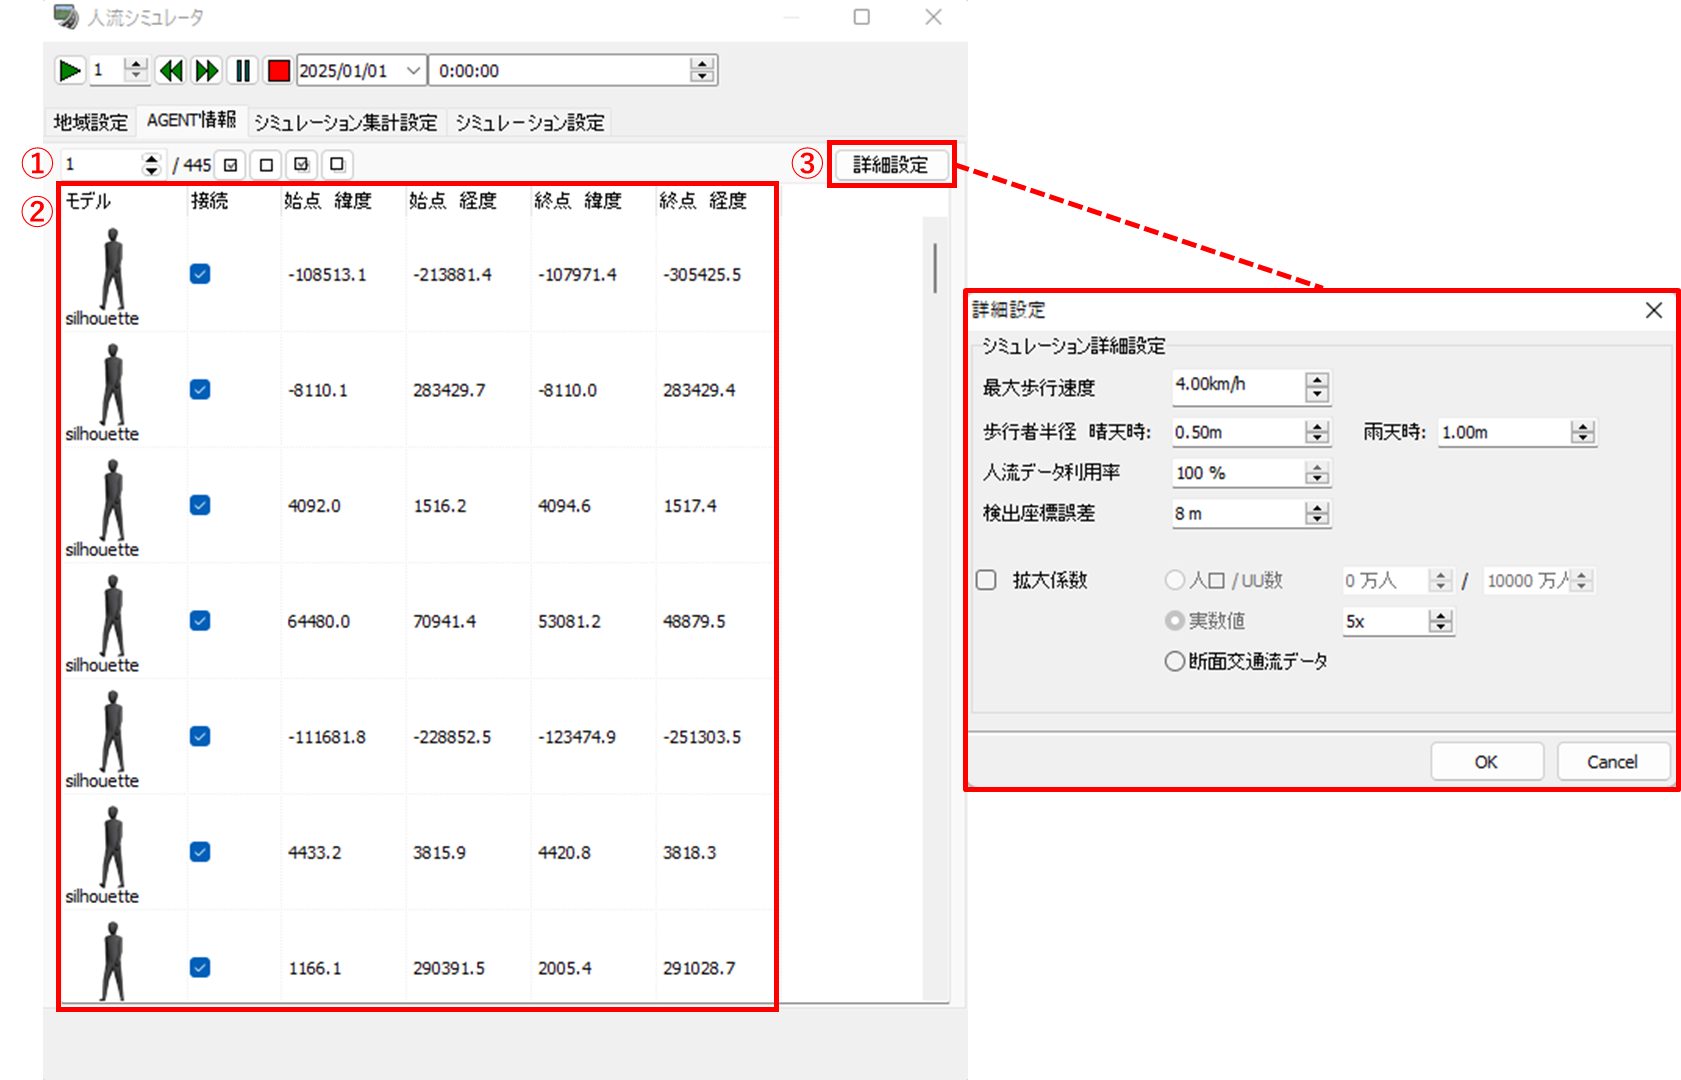 人流シミュレータ
1 2025/01/01 0:00:00
地域設定 AGENT情報 シミュレーション集計設定 シミュレーション設定
① 1 / 445 ③ 詳細設定
② モデル 接続 始点 緯度 始点 経度 終点 緯度 終点 経度
-108513.1 -213881.4 -107971.4 -305425.5
silhouette
-8110.1 283429.7 -8110.0 283429.4
silhouette
4092.0 1516.2 4094.6 1517.4
silhouette
64480.0 70941.4 53081.2 48879.5
silhouette
-111681.8 -228852.5 -123474.9 -251303.5
silhouette
4433.2 3815.9 4420.8 3818.3
silhouette
1166.1 290391.5 2005.4 291028.7
詳細設定
シミュレーション詳細設定
最大歩行速度 4.00km/h
歩行者半径 晴天時: 0.50m 雨天時: 1.00m
人流データ利用率 100 %
検出座標誤差 8 m
拡大係数 人口 /UU数 0 万人 / 10000 万人
実数値 5x
断面交通流データ
OK Cancel